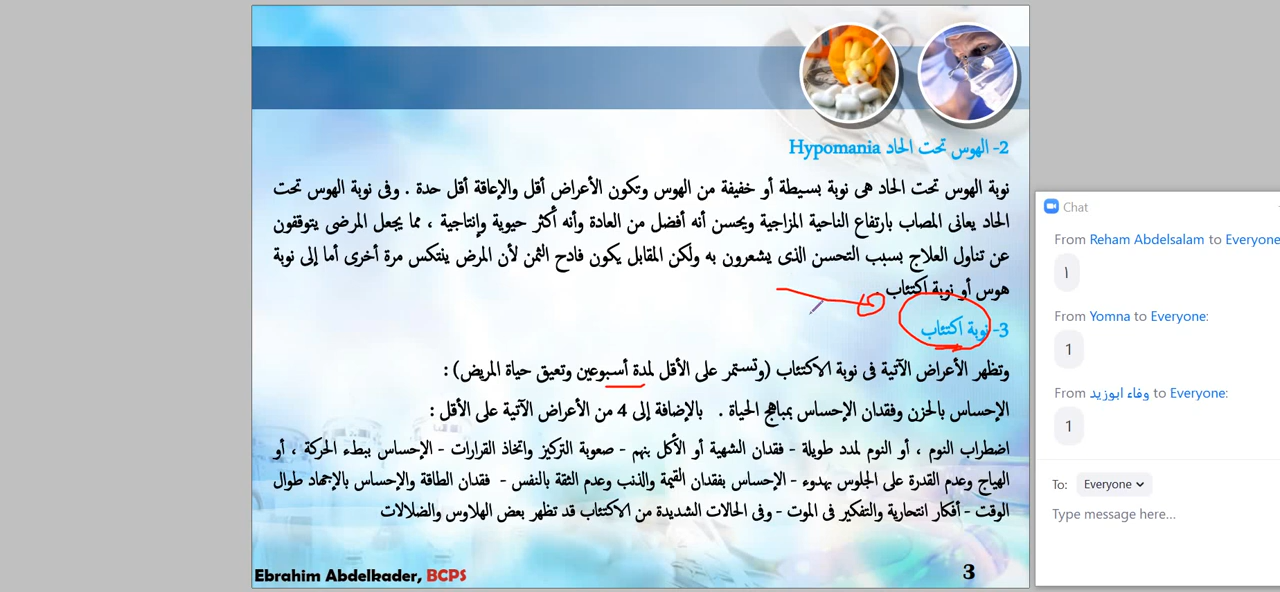 2- الهوس تحت الحاد Hypomania
نوبة الهوس تحت الحاد هى نوبة بسيطة أو خفيفة من الهوس وتكون الأعراض أقل والإعاقة أقل حدة . وفى نوبة الهوس تحت
الحاد يعانى المصاب بارتفاع الناحية المزاجية ويحسن أنه أفضل من العادة وأنه أكثر حيوية وإنتاجية ، مما يجعل المرضى يتوقفون
عن تناول العلاج بسبب التحسن الذى يشعرون به ولكن المقابل يكون فادح الثمن لأن المرض ينتكس مرة أخرى أما إلى نوبة
هوس أو نوبة اكتئاب .
3- نوبة اكتئاب
وتظهر الأعراض الآتية فى نوبة الاكتئاب (وتستمر على الأقل لمدة أسبوعين وتعيق حياة المريض) :
الإحساس بالحزن وفقدان الإحساس بمباهج الحياة . بالإضافة إلى 4 من الأعراض الآتية على الأقل :
اضطراب النوم ، أو النوم لمدد طويلة - فقدان الشهية أو الأكل بنهم - صعوبة التركيز واتخاذ القرارات - الإحساس ببطء الحركة ، أو
الهياج وعدم القدرة على الجلوس بهدوء - الإحساس بفقدان القيمة والذنب وعدم الثقة بالنفس - فقدان الطاقة والإحساس بالإجهاد طوال
الوقت - أفكار انتحارية والتفكير فى الموت - وفى الحالات الشديدة من الاكتئاب قد تظهر بعض الهلاوس والضلالات
Ebrahim Abdelkader, BCPS
3
Chat
From Reham Abdelsalam to Everyone
١
From Yomna to Everyone:
1
From وفاء ابوزيد to Everyone:
1
To: Everyone
Type message here...